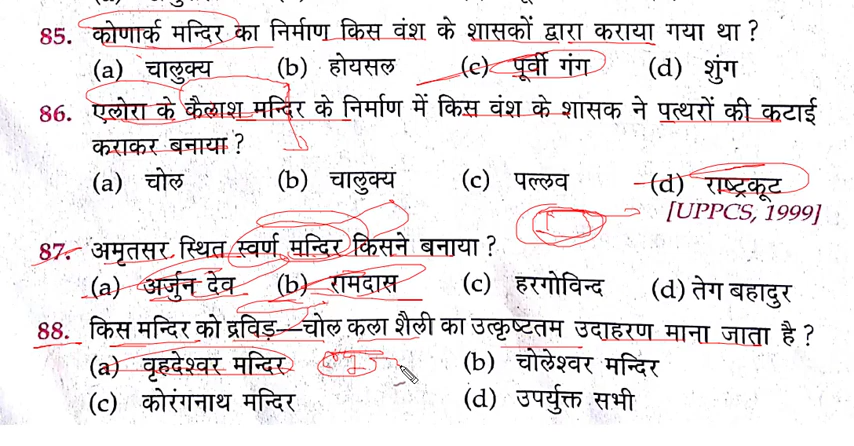 85. कोणार्क मन्दिर का निर्माण किस वंश के शासकों द्वारा कराया गया था ?
(a) चालुक्य (b) होयसल (c) पूर्वी गंग (d) शुंग
86. एलोरा के कैलाश मन्दिर के निर्माण में किस वंश के शासक ने पत्थरों की कटाई
कराकर बनाया ?
(a) चोल (b) चालुक्य (c) पल्लव (d) राष्ट्रकूट
[UPPCS, 1999]
87. अमृतसर स्थित स्वर्ण मन्दिर किसने बनाया ?
(a) अर्जुन देव (b) रामदास (c) हरगोविन्द (d) तेग बहादुर
88. किस मन्दिर को द्रविड़—चोल कला शैली का उत्कृष्टतम उदाहरण माना जाता है ?
(a) वृहदेश्वर मन्दिर (b) चोलेश्वर मन्दिर
(c) कोरंगनाथ मन्दिर (d) उपर्युक्त सभी